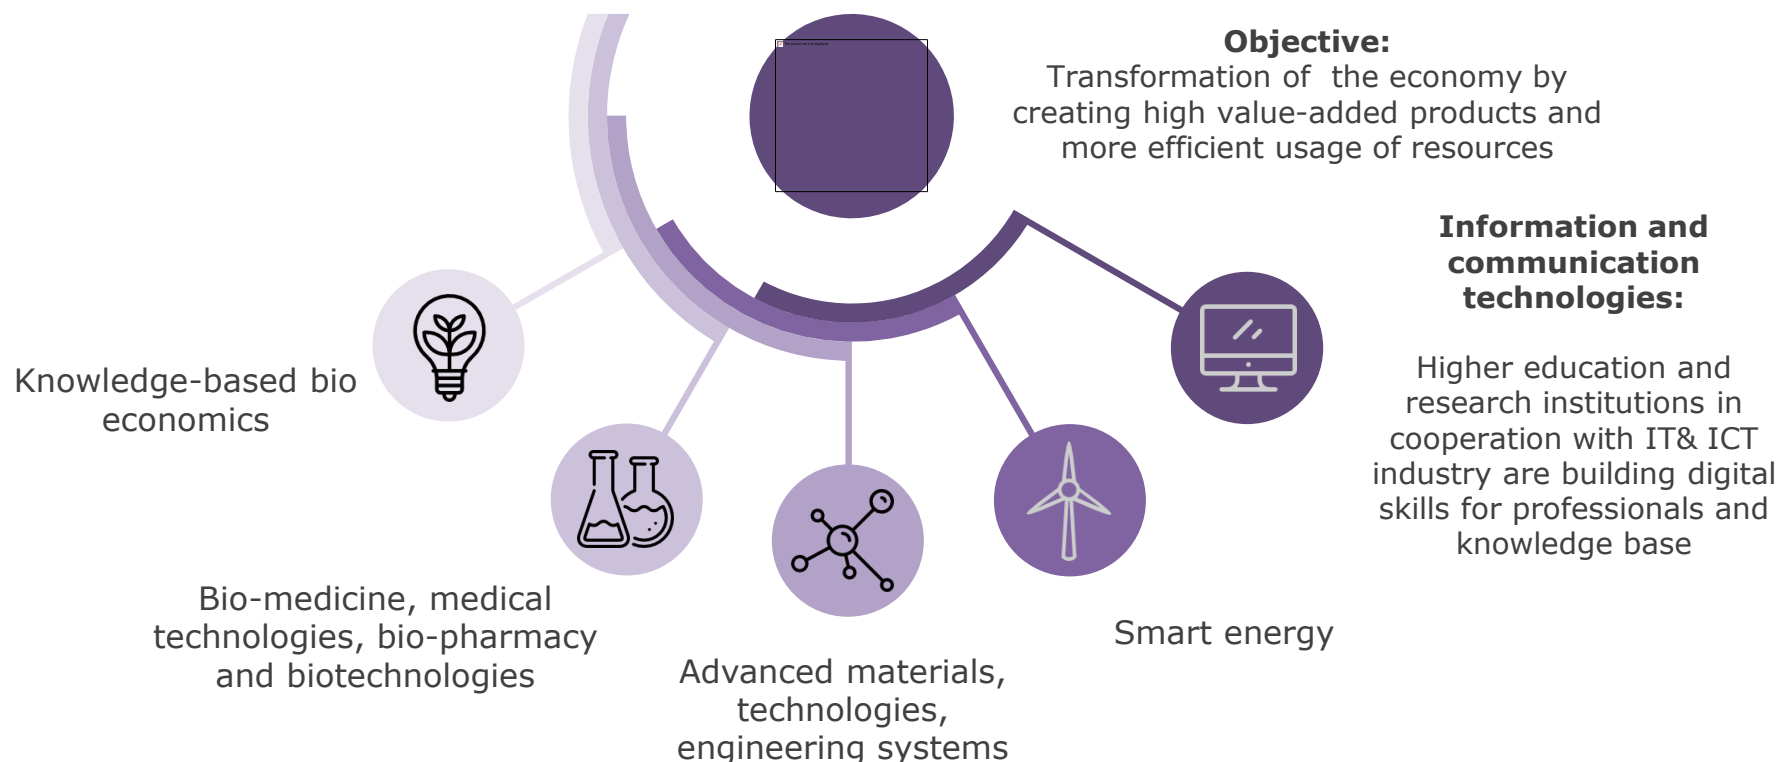 Objective:
Transformation of  the economy by
creating high value-added products and
more efficient usage of resources
Information and
communication
technologies:
Higher education and
research institutions in
cooperation with IT& ICT
industry are building digital
skills for professionals and
knowledge base
Knowledge-based bio
economics
Bio-medicine, medical
technologies, bio-pharmacy
and biotechnologies
Advanced materials,
technologies,
engineering systems
Smart energy